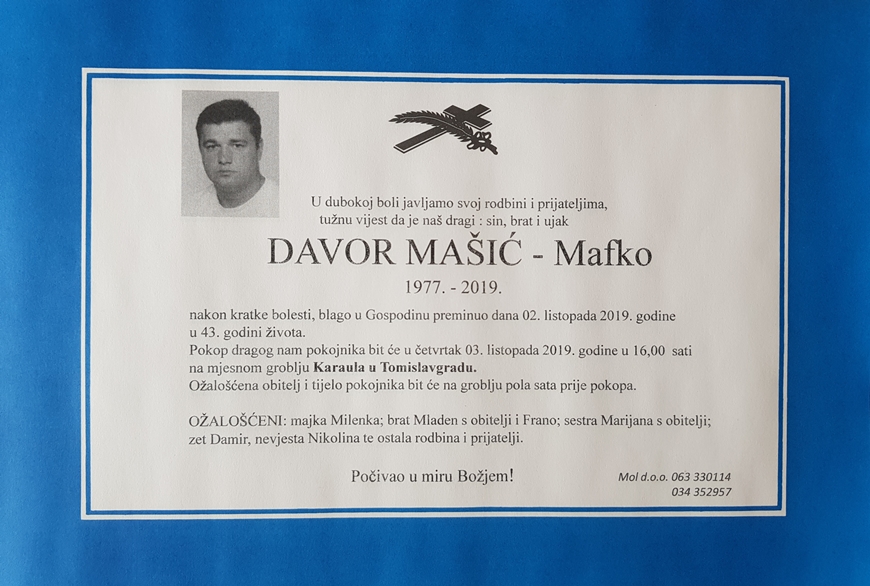 U dubokoj boli javljamo svoj rodbini i prijateljima,
tužnu vijest da je naš dragi : sin, brat i ujak
DAVOR MAŠIĆ - Mafko
1977. - 2019.
nakon kratke bolesti, blago u Gospodinu preminuo dana 02. listopada 2019. godine
u 43. godini života.
Pokop dragog nam pokojnika bit će u četvrtak 03. listopada 2019. godine u 16,00 sati
na mjesnom groblju Karaula u Tomislavgradu.
Ožalošćena obitelj i tijelo pokojnika bit će na groblju pola sata prije pokopa.
OŽALOŠĆENI: majka Milenka; brat Mladen s obitelji i Frano; sestra Marijana s obitelji;
zet Damir, nevjesta Nikolina te ostala rodbina i prijatelji.
Počivao u miru Božjem!
Mol d.o.o. 063 330114
034 352957